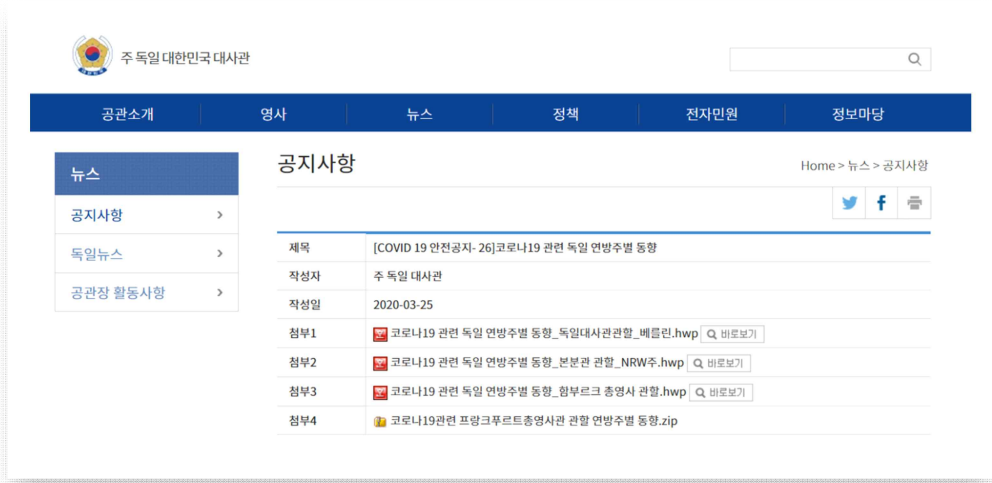 주 독일 대한민국 대사관
공관소개 영사 뉴스 정책 전자민원 정보마당
뉴스
공지사항
독일뉴스
공관장 활동사항
공지사항
Home > 뉴스 > 공지사항
제목 [COVID 19 안전공지- 26]코로나19 관련 독일 연방주별 동향
작성자 주 독일 대사관
작성일 2020-03-25
첨부1 코로나19 관련 독일 연방주별 동향_독일대사관관할_베를린.hwp 바로보기
첨부2 코로나19 관련 독일 연방주별 동향_본분관 관할_NRW주.hwp 바로보기
첨부3 코로나19 관련 독일 연방주별 동향_함부르크 총영사 관할.hwp 바로보기
첨부4 코로나19관련 프랑크푸르트총영사관 관할 연방주별 동향.zip